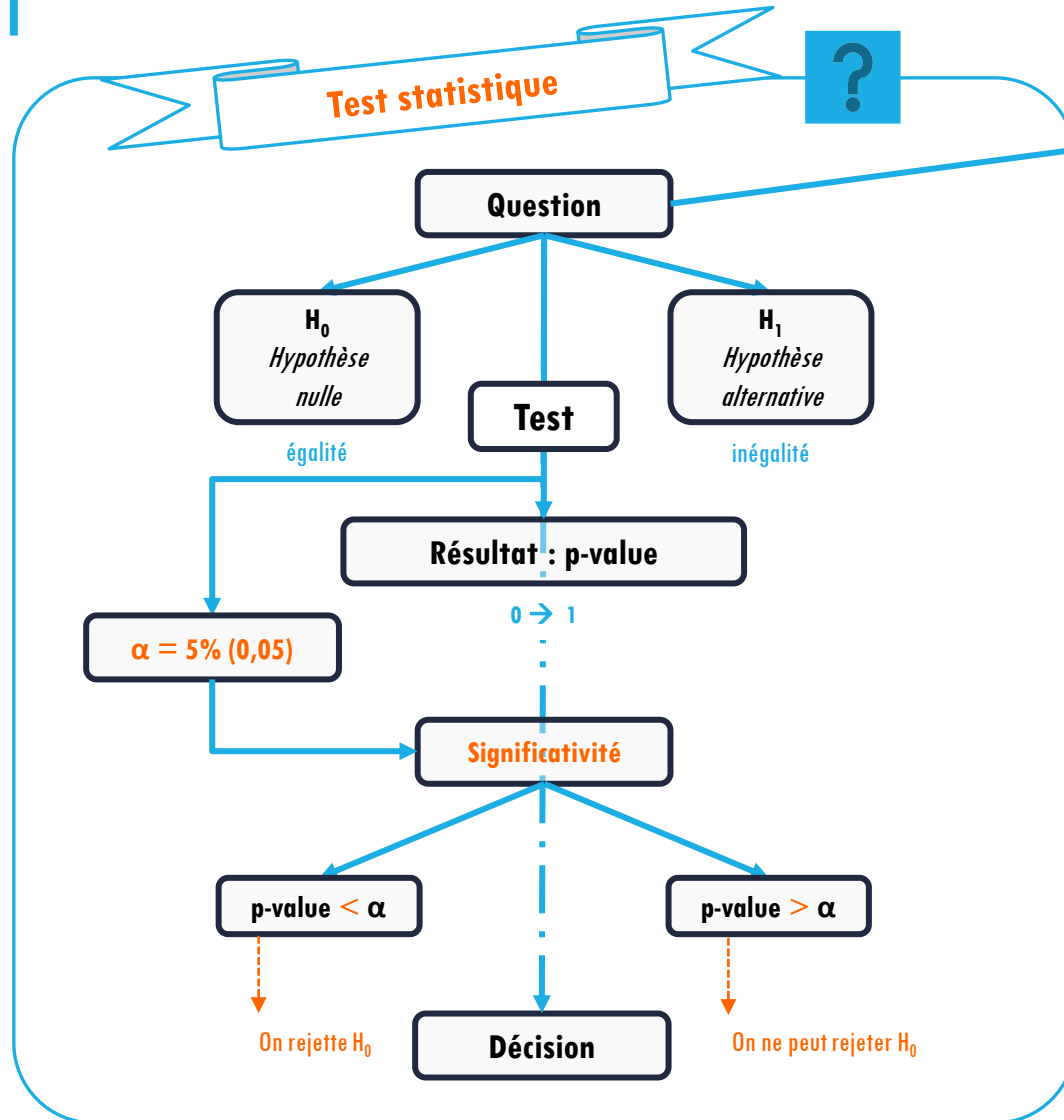 Test statistique
?
Question
H₀
Hypothèse
nulle
H₁
Hypothèse
alternative
Test
égalité
inégalité
Résultat : p-value
0 → 1
α = 5% (0,05)
Significativité
p-value < α
p-value > α
On rejette H₀
Décision
On ne peut rejeter H₀